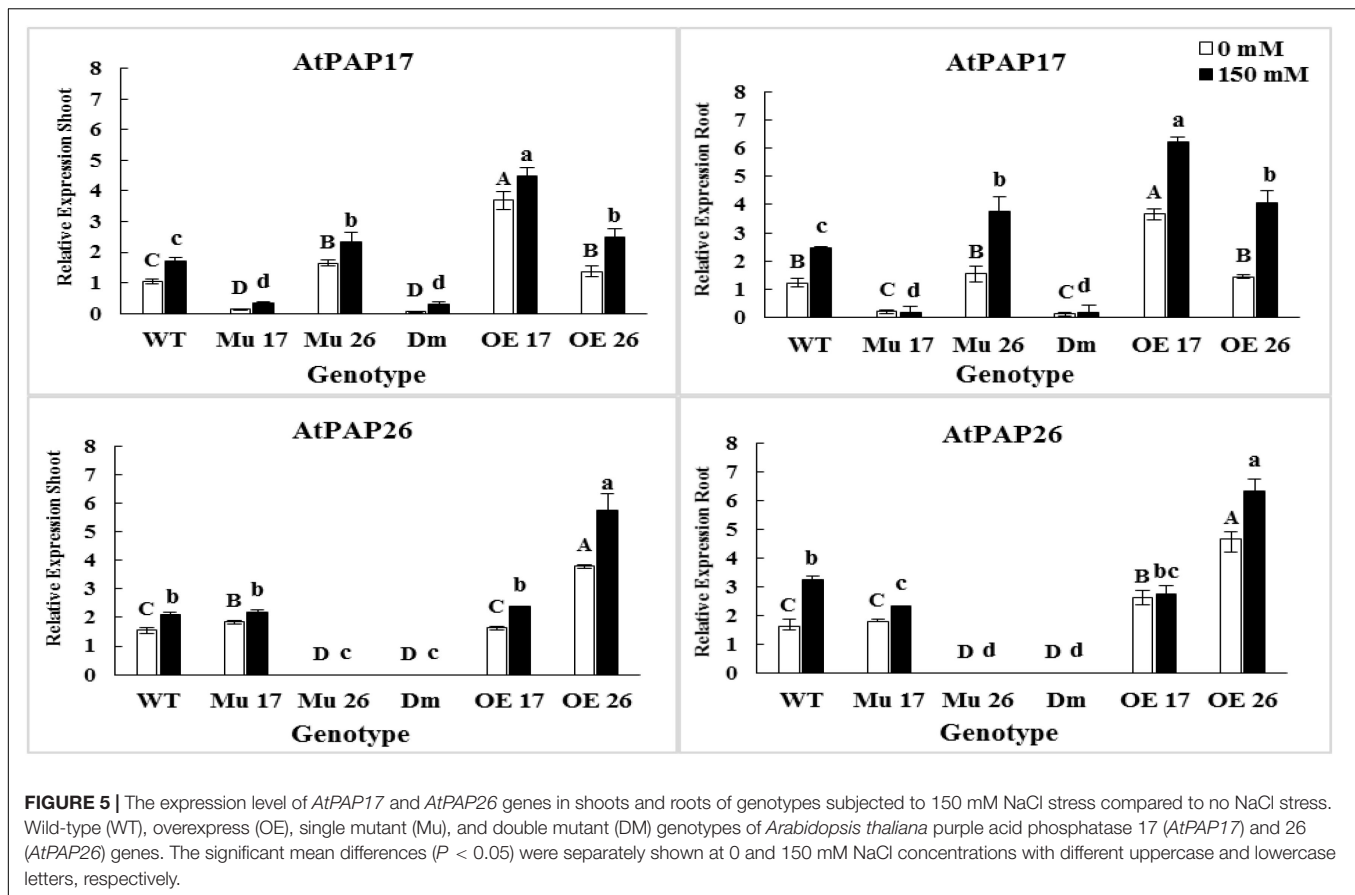 AtPAP17
Relative Expression Shoot
8
7
6
5
4
3
2
1
0
C c D d B b D d A a B b
WT Mu 17 Mu 26 Dm OE 17 OE 26
Genotype
AtPAP17
0 mM
150 mM
Relative Expression Root
8
7
6
5
4
3
2
1
0
B c C d B b C d A a B b
WT Mu 17 Mu 26 Dm OE 17 OE 26
Genotype
AtPAP26
Relative Expression Shoot
8
7
6
5
4
3
2
1
0
C b B b D c D c C b A a
WT Mu 17 Mu 26 Dm OE 17 OE 26
Genotype
AtPAP26
Relative Expression Root
8
7
6
5
4
3
2
1
0
C b C c D d D d B bc A a
WT Mu 17 Mu 26 Dm OE 17 OE 26
Genotype
FIGURE 5 | The expression level of AtPAP17 and AtPAP26 genes in shoots and roots of genotypes subjected to 150 mM NaCl stress compared to no NaCl stress.
Wild-type (WT), overexpress (OE), single mutant (Mu), and double mutant (DM) genotypes of Arabidopsis thaliana purple acid phosphatase 17 (AtPAP17) and 26
(AtPAP26) genes. The significant mean differences (P < 0.05) were separately shown at 0 and 150 mM NaCl concentrations with different uppercase and lowercase
letters, respectively.